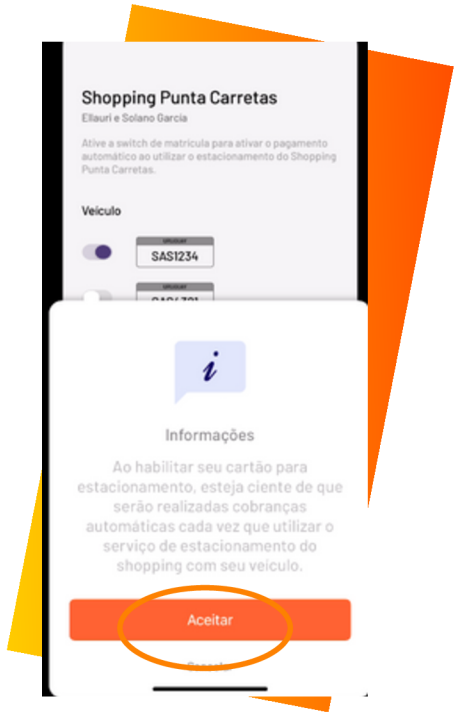 Shopping Punta Carretas
Ellauri e Solano García
Ative a switch de matrícula para ativar o pagamento
automático ao utilizar o estacionamento do Shopping
Punta Carretas.
Veículo
URUGUAY
SAS1234
URUGUAY
i
Informações
Ao habilitar seu cartão para
estacionamento, esteja ciente de que
serão realizadas cobranças
automáticas cada vez que utilizar o
serviço de estacionamento do
shopping com seu veículo.
Aceitar